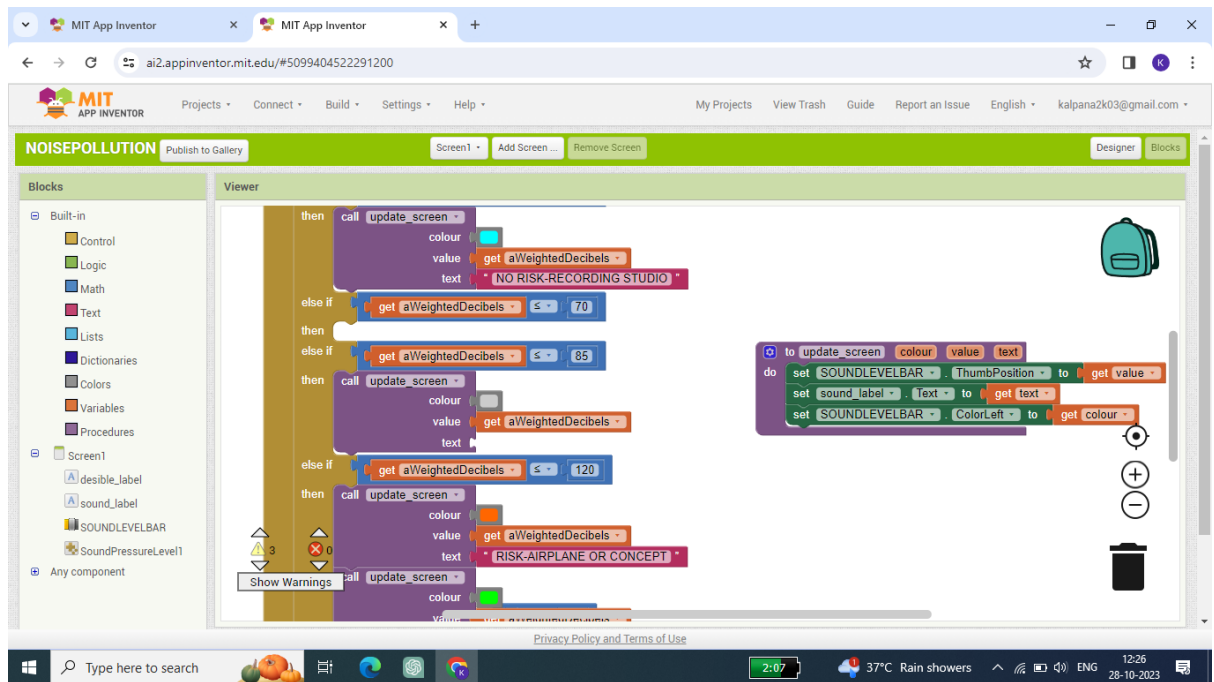 MIT App Inventor
MIT App Inventor
ai2.appinventor.mit.edu/#5099404522291200
K
MIT
APP INVENTOR
Projects Connect Build Settings Help My Projects View Trash Guide Report an Issue English kalpana2k03@gmail.com
NOISEPOLLUTION Publish to Gallery Screen1 Add Screen ... Remove Screen Designer Blocks
Blocks
Viewer
Built-in
Control
Logic
Math
Text
Lists
Dictionaries
Colors
Variables
Procedures
Screen1
desible_label
sound_label
SOUNDLEVELBAR
SoundPressureLevel1
Any component
then call update_screen
colour
value get aWeightedDecibels
text " NO RISK-RECORDING STUDIO "
else if get aWeightedDecibels ≤ 70
then
else if get aWeightedDecibels ≤ 85
then call update_screen
colour
value get aWeightedDecibels
text
else if get aWeightedDecibels ≤ 120
then call update_screen
colour
value get aWeightedDecibels
text " RISK-AIRPLANE OR CONCEPT "
call update_screen
colour
value get aWeightedDecibels
to update_screen colour value text
do set SOUNDLEVELBAR . ThumbPosition to get value
set sound_label . Text to get text
set SOUNDLEVELBAR . ColorLeft to get colour
3 0
Show Warnings
Privacy Policy and Terms of Use
Type here to search
K
2:07
1
37°C Rain showers
ENG
12:26
28-10-2023